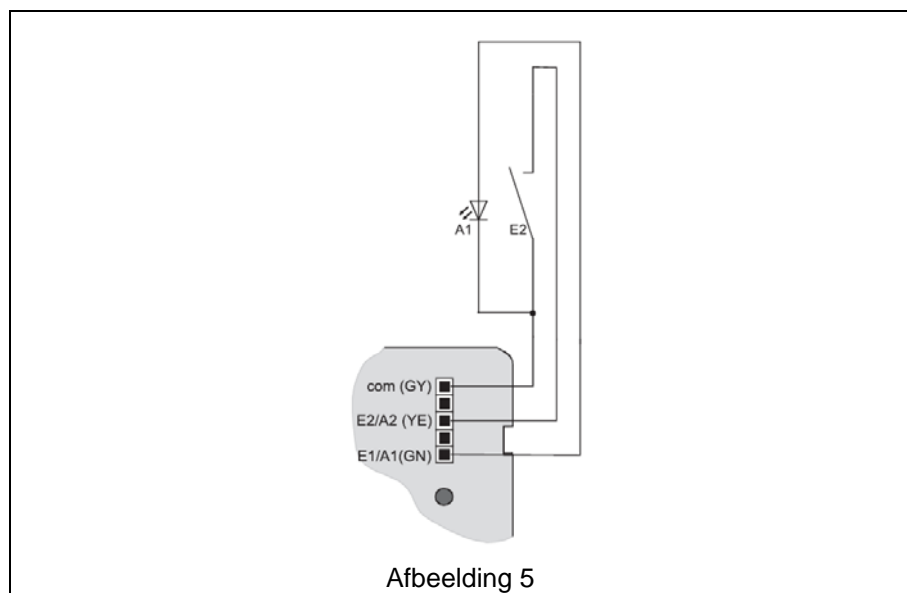 A1
E2
com (GY)
E2/A2 (YE)
E1/A1(GN)
Afbeelding 5